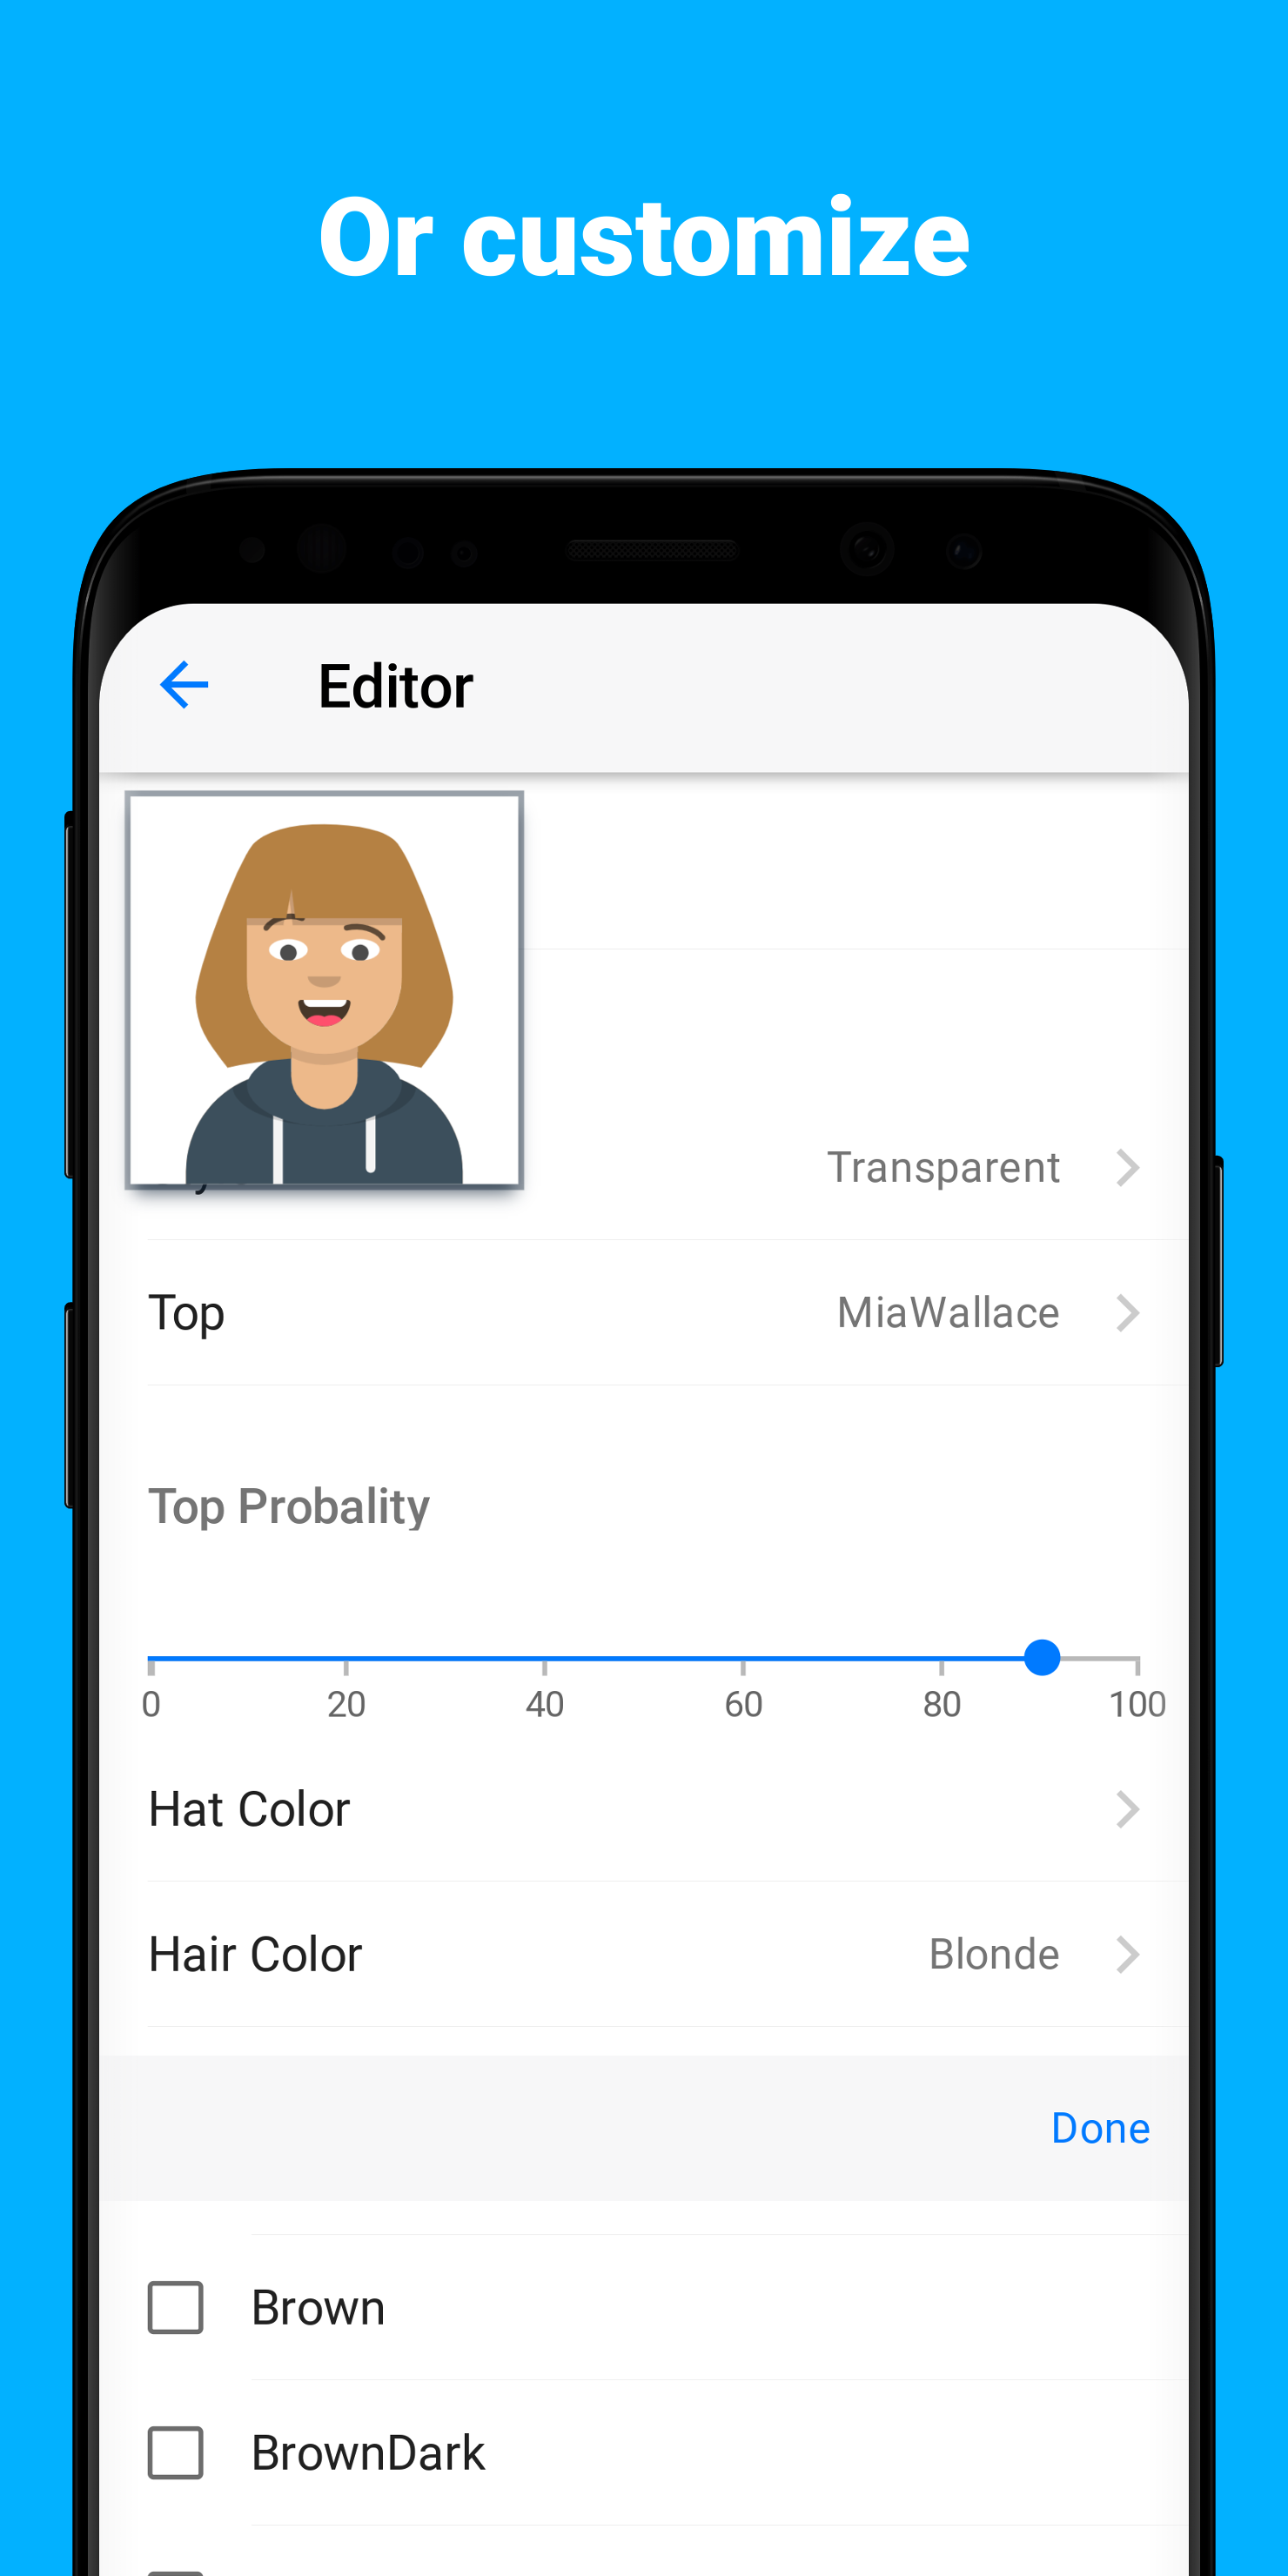 Or customize
Editor
Transparent
Top
MiaWallace
Top Probality
0 20 40 60 80 100
Hat Color
Hair Color
Blonde
Done
Brown
BrownDark